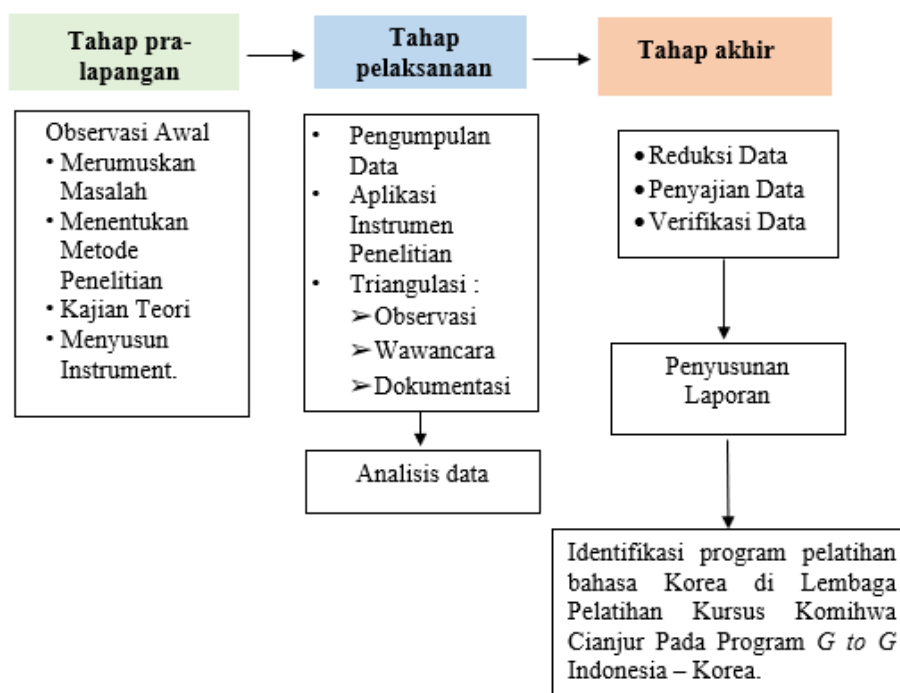 Tahap pra-
lapangan
Tahap
pelaksanaan
Tahap akhir
Observasi Awal
• Merumuskan
Masalah
• Menentukan
Metode
Penelitian
• Kajian Teori
• Menyusun
Instrument.
• Pengumpulan
Data
• Aplikasi
Instrumen
Penelitian
• Triangulasi :
➢ Observasi
➢ Wawancara
➢ Dokumentasi
Analisis data
• Reduksi Data
• Penyajian Data
• Verifikasi Data
Penyusunan
Laporan
Identifikasi program pelatihan
bahasa Korea di Lembaga
Pelatihan Kursus Komihwa
Cianjur Pada Program G to G
Indonesia – Korea.